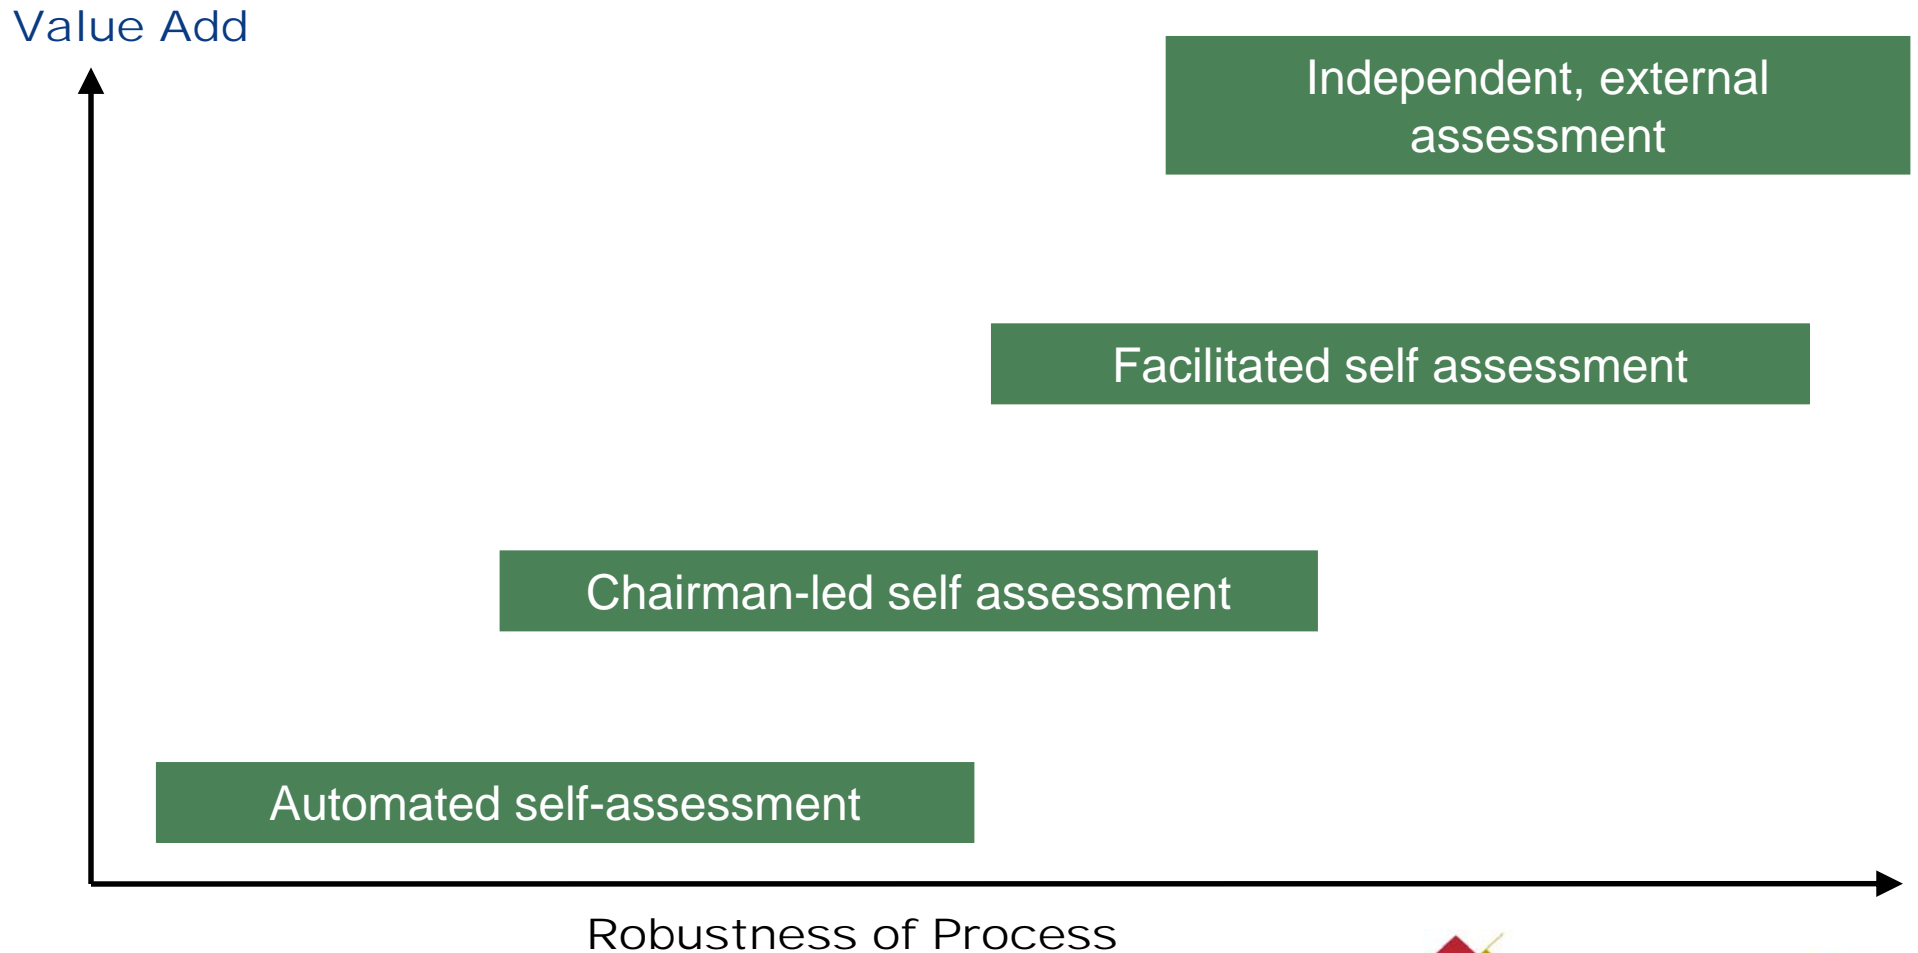 Value Add
Independent, external
assessment
Facilitated self assessment
Chairman-led self assessment
Automated self-assessment
Robustness of Process